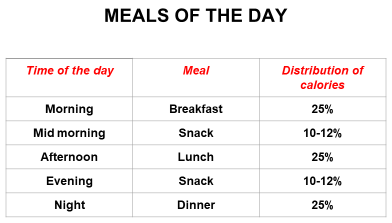 MEALS OF THE DAY
Time of the day Meal Distribution of
calories
Morning Breakfast 25%
Mid morning Snack 10-12%
Afternoon Lunch 25%
Evening Snack 10-12%
Night Dinner 25%